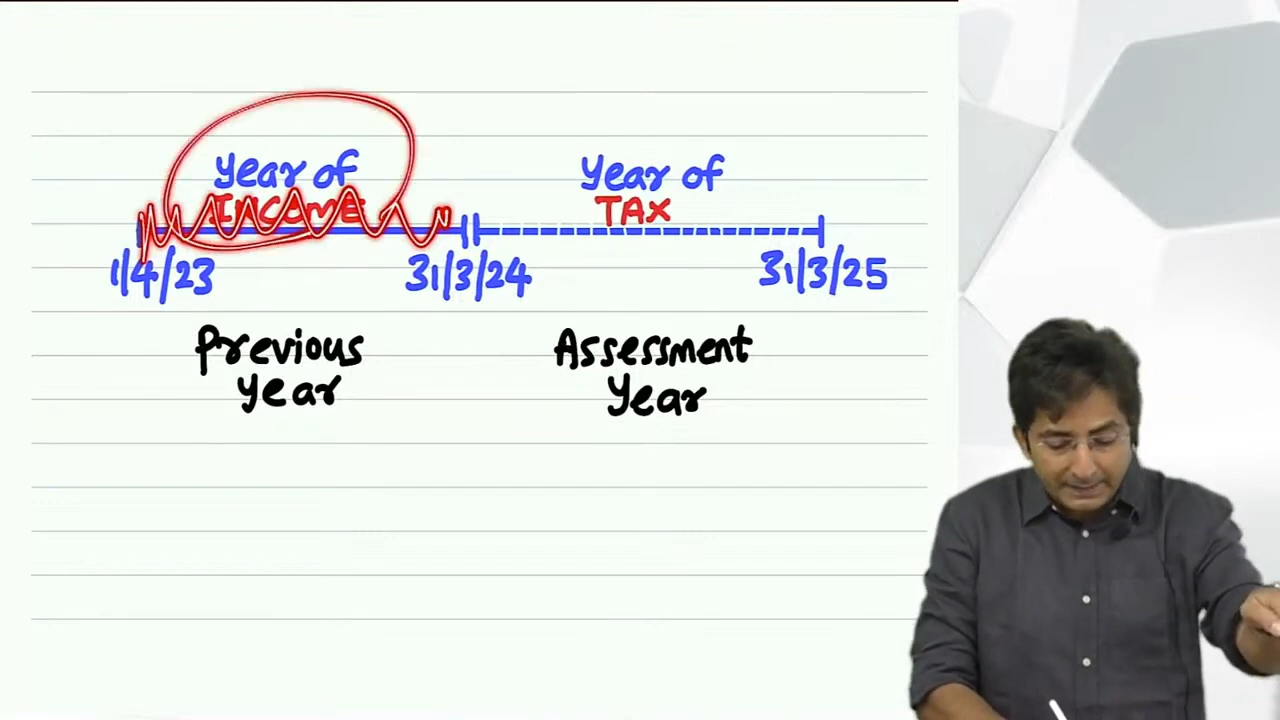 Year of
INCOME
Year of
TAX
1/4/23
31/3/24
31/3/25
Previous
year
Assessment
Year